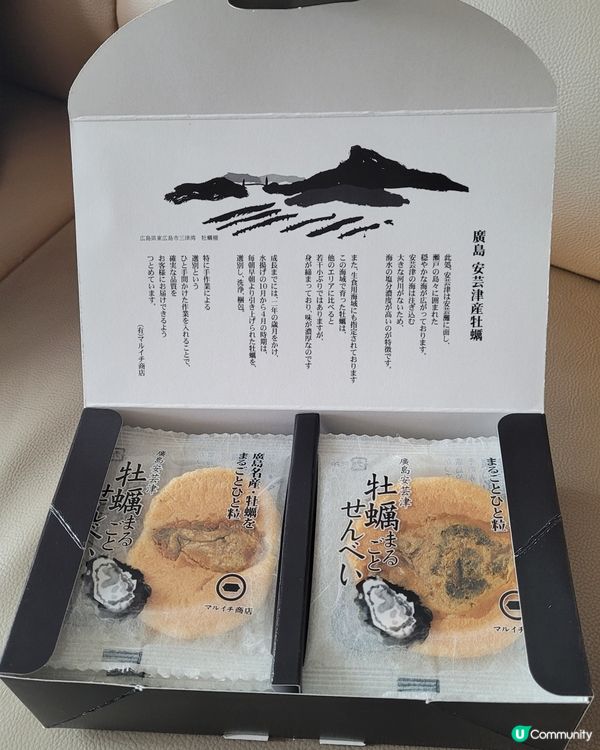 広島県東広島市三津湾　牡蠣棚
廣島 安芸津産牡蠣
此処、安芸津は安芸灘に面し、
瀬戸の島々に囲まれた
穏やかな海が広がっております。
安芸津の海は注ぎ込む
大きな河川がないため、
海水の塩分濃度が高いのが特徴です。
また、生食用海域にも指定されております
この海域で育った牡蠣は、
他のエリアに比べると
若干小ぶりではありますが、
身が締まっており、味が濃厚なのです
成長までには、二年の歳月をかけ、
水揚げの10月から4月の時期は、
毎朝早朝より引き上げられた牡蠣を、
選別し、洗浄、梱包。
特に手作業による
選別という
ひと手間かけた作業を入れることで、
確実な品質を
お客様にお届けできるよう
つとめています。
(有)マルイチ商店
廣島名産・牡蠣を
まるごとひと粒
廣島安芸津
牡蠣まるごと
せんべい
マルイチ商店
まるごとひと粒
廣島安芸津
牡蠣まるごと
せんべい
マルイチ
U Community